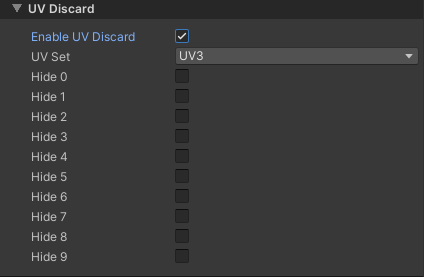 UV Discard
Enable UV Discard
UV Set UV3
Hide 0
Hide 1
Hide 2
Hide 3
Hide 4
Hide 5
Hide 6
Hide 7
Hide 8
Hide 9